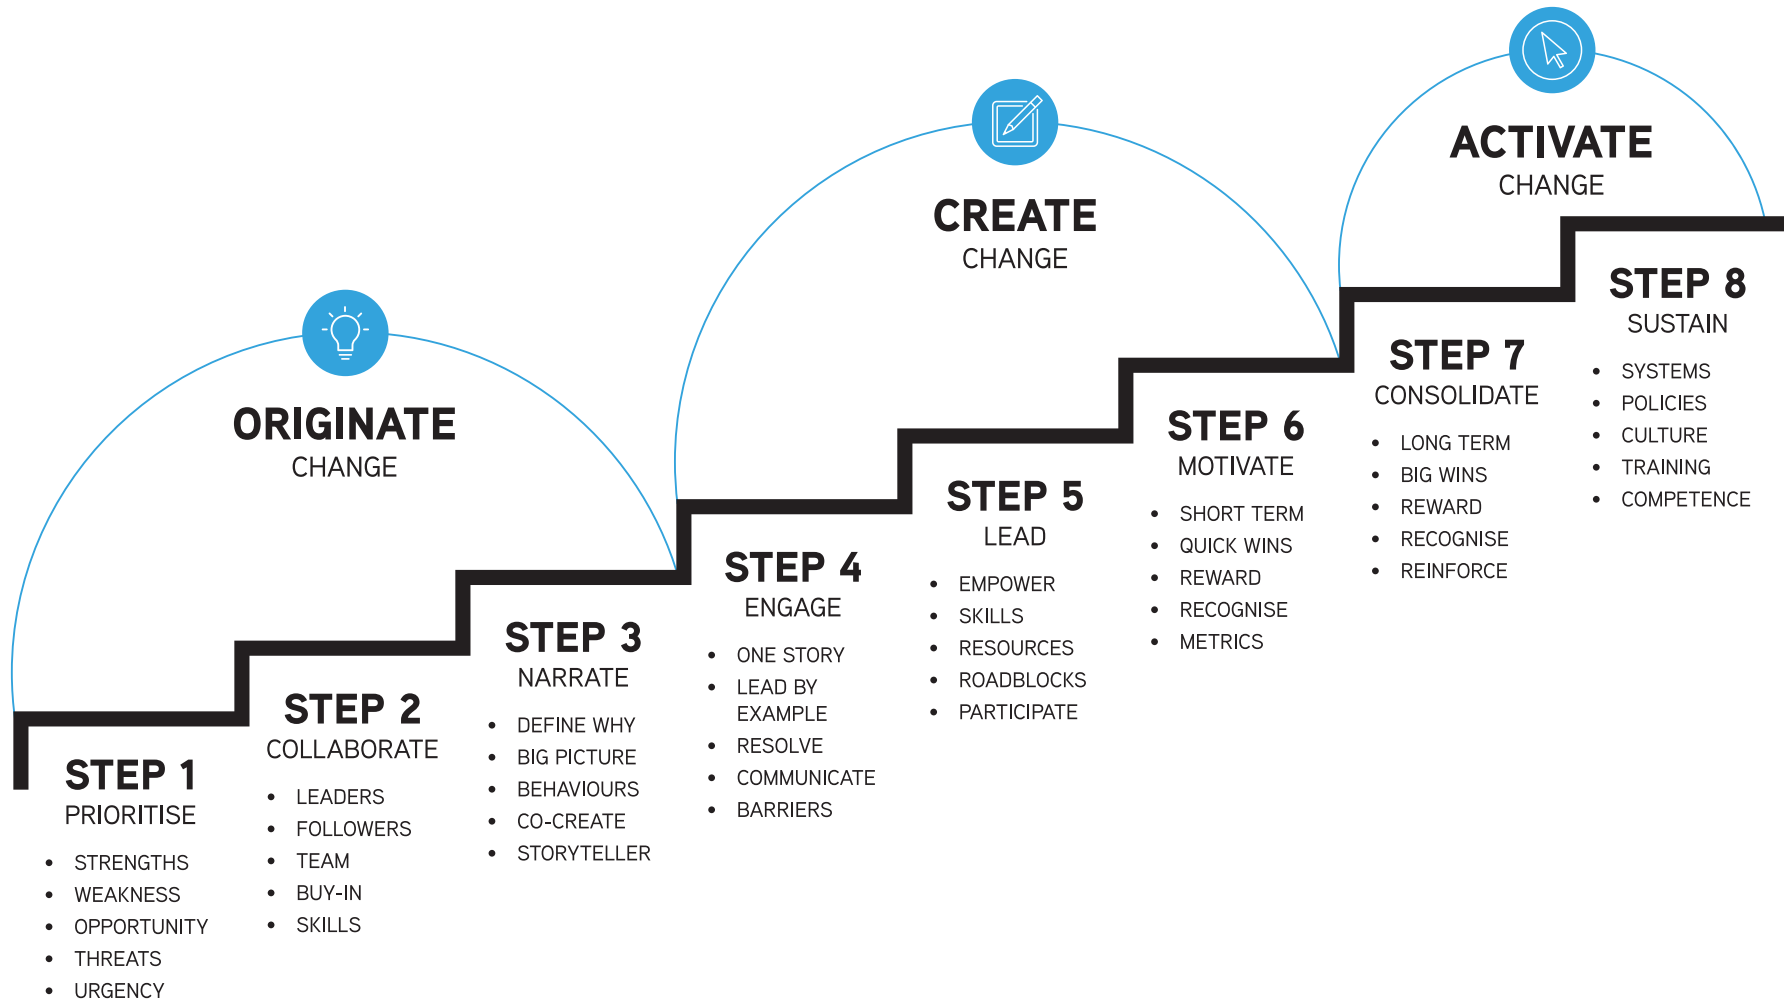 ORIGINATE
CHANGE
CREATE
CHANGE
ACTIVATE
CHANGE
STEP 1
PRIORITISE
• STRENGTHS
• WEAKNESS
• OPPORTUNITY
• THREATS
• URGENCY
STEP 2
COLLABORATE
• LEADERS
• FOLLOWERS
• TEAM
• BUY-IN
• SKILLS
STEP 3
NARRATE
• DEFINE WHY
• BIG PICTURE
• BEHAVIOURS
• CO-CREATE
• STORYTELLER
STEP 4
ENGAGE
• ONE STORY
• LEAD BY
EXAMPLE
• RESOLVE
• COMMUNICATE
• BARRIERS
STEP 5
LEAD
• EMPOWER
• SKILLS
• RESOURCES
• ROADBLOCKS
• PARTICIPATE
STEP 6
MOTIVATE
• SHORT TERM
• QUICK WINS
• REWARD
• RECOGNISE
• METRICS
STEP 7
CONSOLIDATE
• LONG TERM
• BIG WINS
• REWARD
• RECOGNISE
• REINFORCE
STEP 8
SUSTAIN
• SYSTEMS
• POLICIES
• CULTURE
• TRAINING
• COMPETENCE